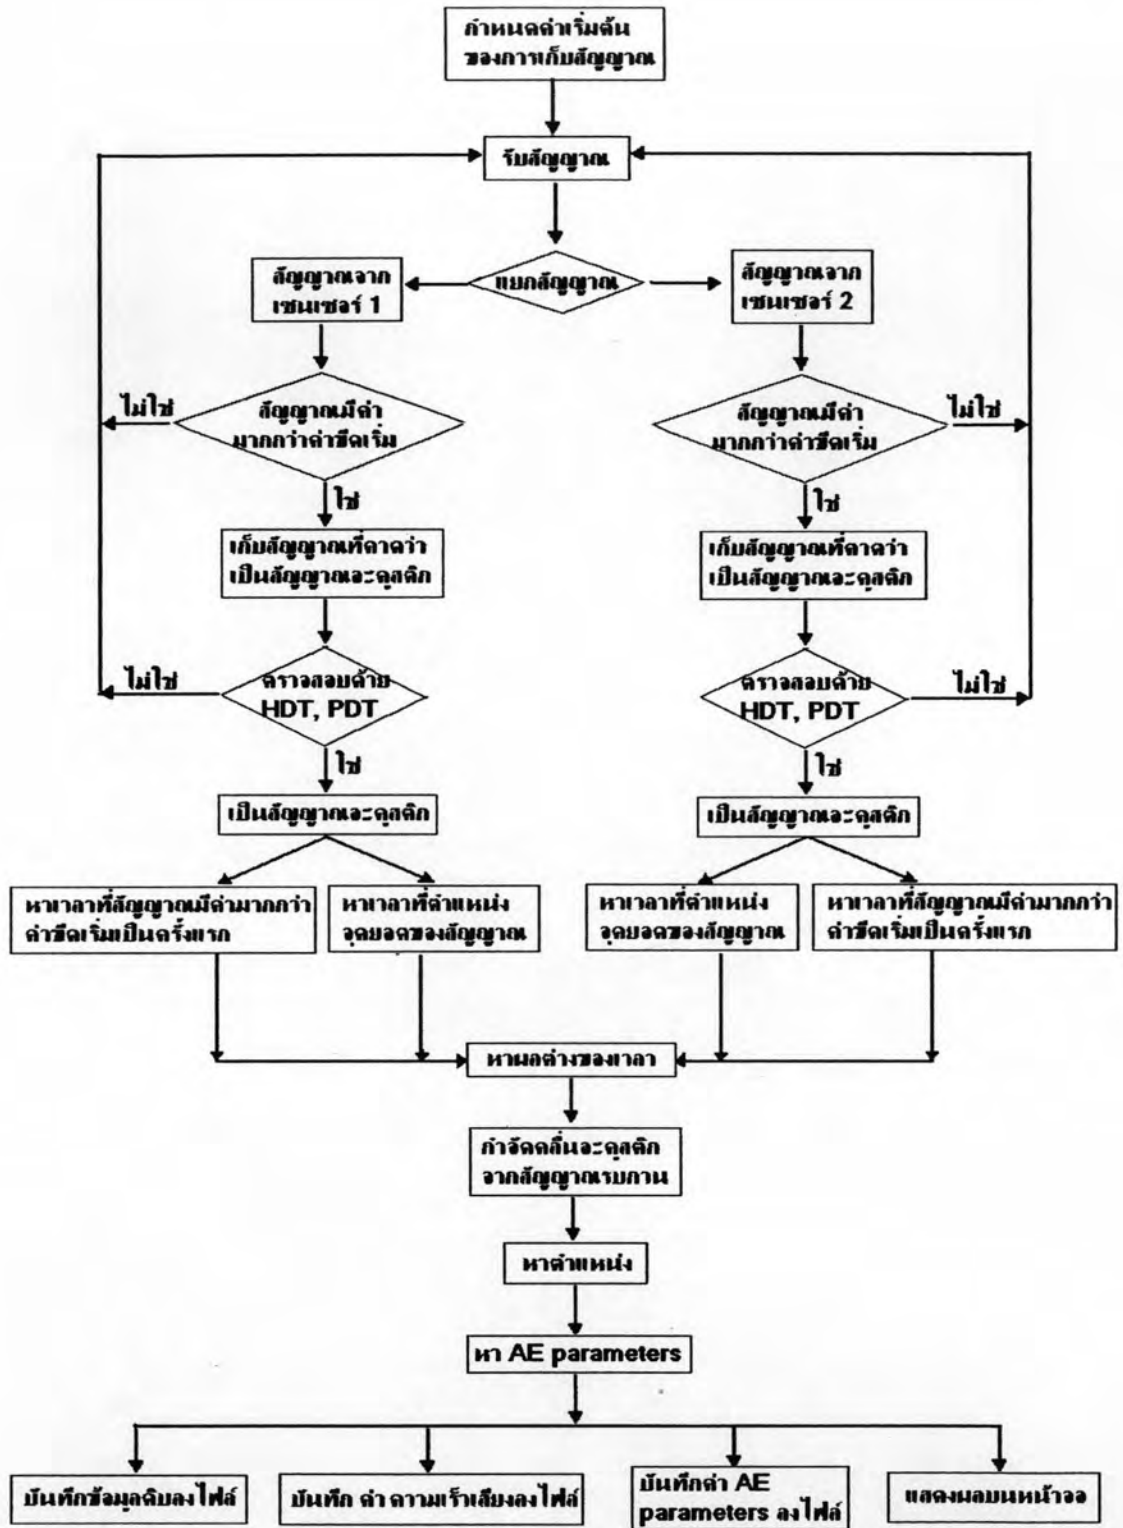 กำหนดค่าเริ่มต้น
ของการเก็บสัญญาณ
รับสัญญาณ
แยกสัญญาณ
สัญญาณจาก
เซนเซอร์ 1
สัญญาณจาก
เซนเซอร์ 2
สัญญาณมีค่า
มากกว่าค่าขีดเริ่ม
ไม่ใช่
สัญญาณมีค่า
มากกว่าค่าขีดเริ่ม
ไม่ใช่
ใช่
ใช่
เก็บสัญญาณที่คาดว่า
เป็นสัญญาณอะคูสติก
เก็บสัญญาณที่คาดว่า
เป็นสัญญาณอะคูสติก
ไม่ใช่
ตรวจสอบด้วย
HDT, PDT
ตรวจสอบด้วย
HDT, PDT
ไม่ใช่
ใช่
ใช่
เป็นสัญญาณอะคูสติก
เป็นสัญญาณอะคูสติก
หาเวลาที่สัญญาณมีค่ามากกว่า
ค่าขีดเริ่มเป็นครั้งแรก
หาเวลาที่ตำแหน่ง
จุดยอดของสัญญาณ
หาเวลาที่ตำแหน่ง
จุดยอดของสัญญาณ
หาเวลาที่สัญญาณมีค่ามากกว่า
ค่าขีดเริ่มเป็นครั้งแรก
หาผลต่างของเวลา
กำจัดคลื่นอะคูสติก
จากสัญญาณรบกวน
หาตำแหน่ง
หา AE parameters
บันทึกข้อมูลดิบลงไฟล์
บันทึก ค่า ความเร็วเสียงลงไฟล์
บันทึกค่า AE
parameters ลงไฟล์
แสดงผลบนหน้าจอ